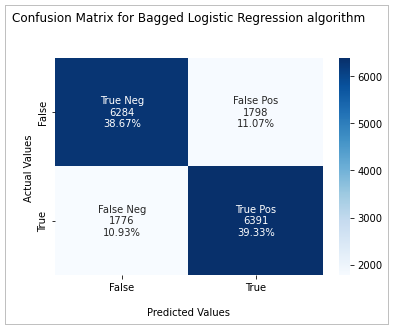 Confusion Matrix for Bagged Logistic Regression algorithm
True Neg
6284
38.67%
False Pos
1798
11.07%
False Neg
1776
10.93%
True Pos
6391
39.33%
False
True
Actual Values
False
True
Predicted Values
6000
5000
4000
3000
2000